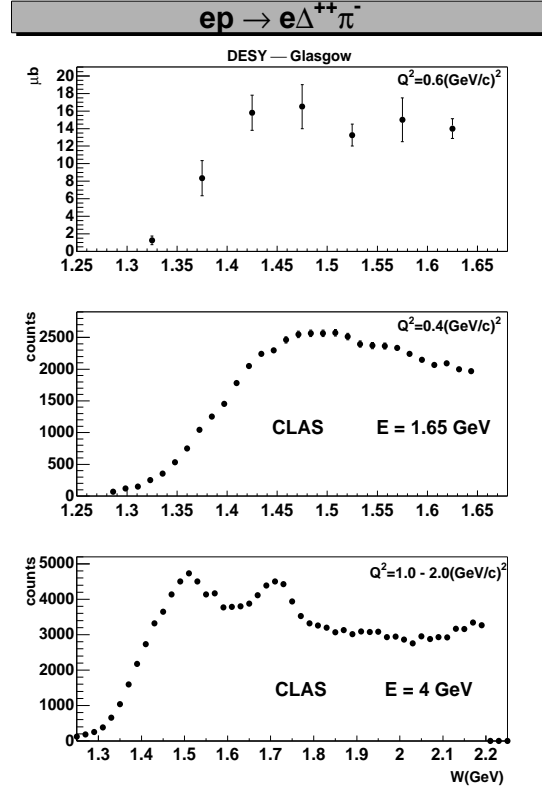 ep → eΔ⁺⁺π⁻
DESY — Glasgow
μb
Q²=0.6(GeV/c)²
20
18
16
14
12
10
8
6
4
2
0
1.25 1.3 1.35 1.4 1.45 1.5 1.55 1.6 1.65
counts
Q²=0.4(GeV/c)²
2500
2000
1500
1000
500
0
CLAS E = 1.65 GeV
1.25 1.3 1.35 1.4 1.45 1.5 1.55 1.6 1.65
counts
Q²=1.0 - 2.0(GeV/c)²
5000
4000
3000
2000
1000
0
CLAS E = 4 GeV
1.3 1.4 1.5 1.6 1.7 1.8 1.9 2 2.1 2.2
W(GeV)